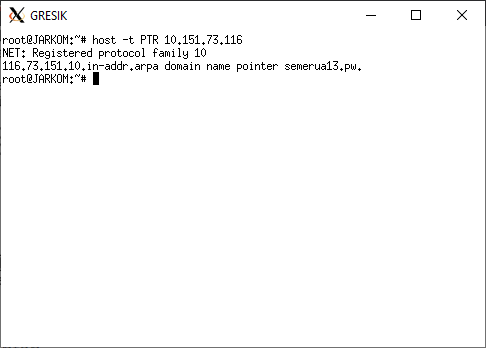 GRESIK
root@JARKOM:~# host -t PTR 10.151.73.116
NET: Registered protocol family 10
116.73.151.10.in-addr.arpa domain name pointer semerua13.pw.
root@JARKOM:~#